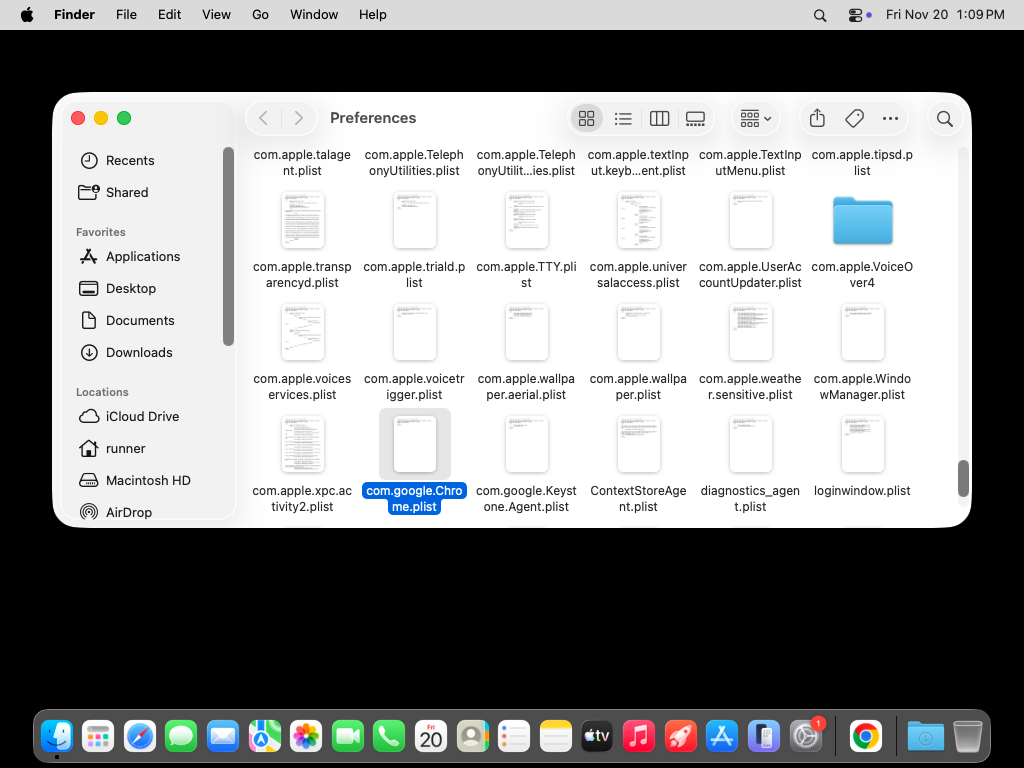 Finder File Edit View Go Window Help Fri Nov 20 1:09 PM
Preferences
Recents
Shared
Favorites
Applications
Desktop
Documents
Downloads
Locations
iCloud Drive
runner
Macintosh HD
AirDrop
com.apple.talage
nt.plist
com.apple.Teleph
onyUtilities.plist
com.apple.Teleph
onyUtilit...ies.plist
com.apple.textInp
ut.keyb...ent.plist
com.apple.TextInp
utMenu.plist
com.apple.tipsd.p
list
com.apple.transp
arencyd.plist
com.apple.triald.p
list
com.apple.TTY.pli
st
com.apple.univer
salaccess.plist
com.apple.UserAc
countUpdater.plist
com.apple.VoiceO
ver4
com.apple.voices
ervices.plist
com.apple.voicetr
igger.plist
com.apple.wallpa
per.aerial.plist
com.apple.wallpa
per.plist
com.apple.weathe
r.sensitive.plist
com.apple.Windo
wManager.plist
com.apple.xpc.ac
tivity2.plist
com.google.Chro
me.plist
com.google.Keyst
one.Agent.plist
ContextStoreAge
nt.plist
diagnostics_agen
t.plist
loginwindow.plist
Fri
20
tv
1